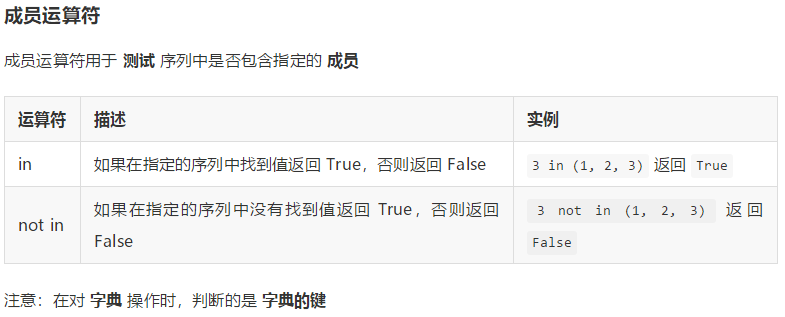 成员运算符
成员运算符用于 测试 序列中是否包含指定的 成员
运算符 描述 实例
in 如果在指定的序列中找到值返回 True，否则返回 False 3 in (1, 2, 3) 返回 True
not in 如果在指定的序列中没有找到值返回 True，否则返回 3 not in (1, 2, 3) 返回
False False
注意：在对 字典 操作时，判断的是 字典的键